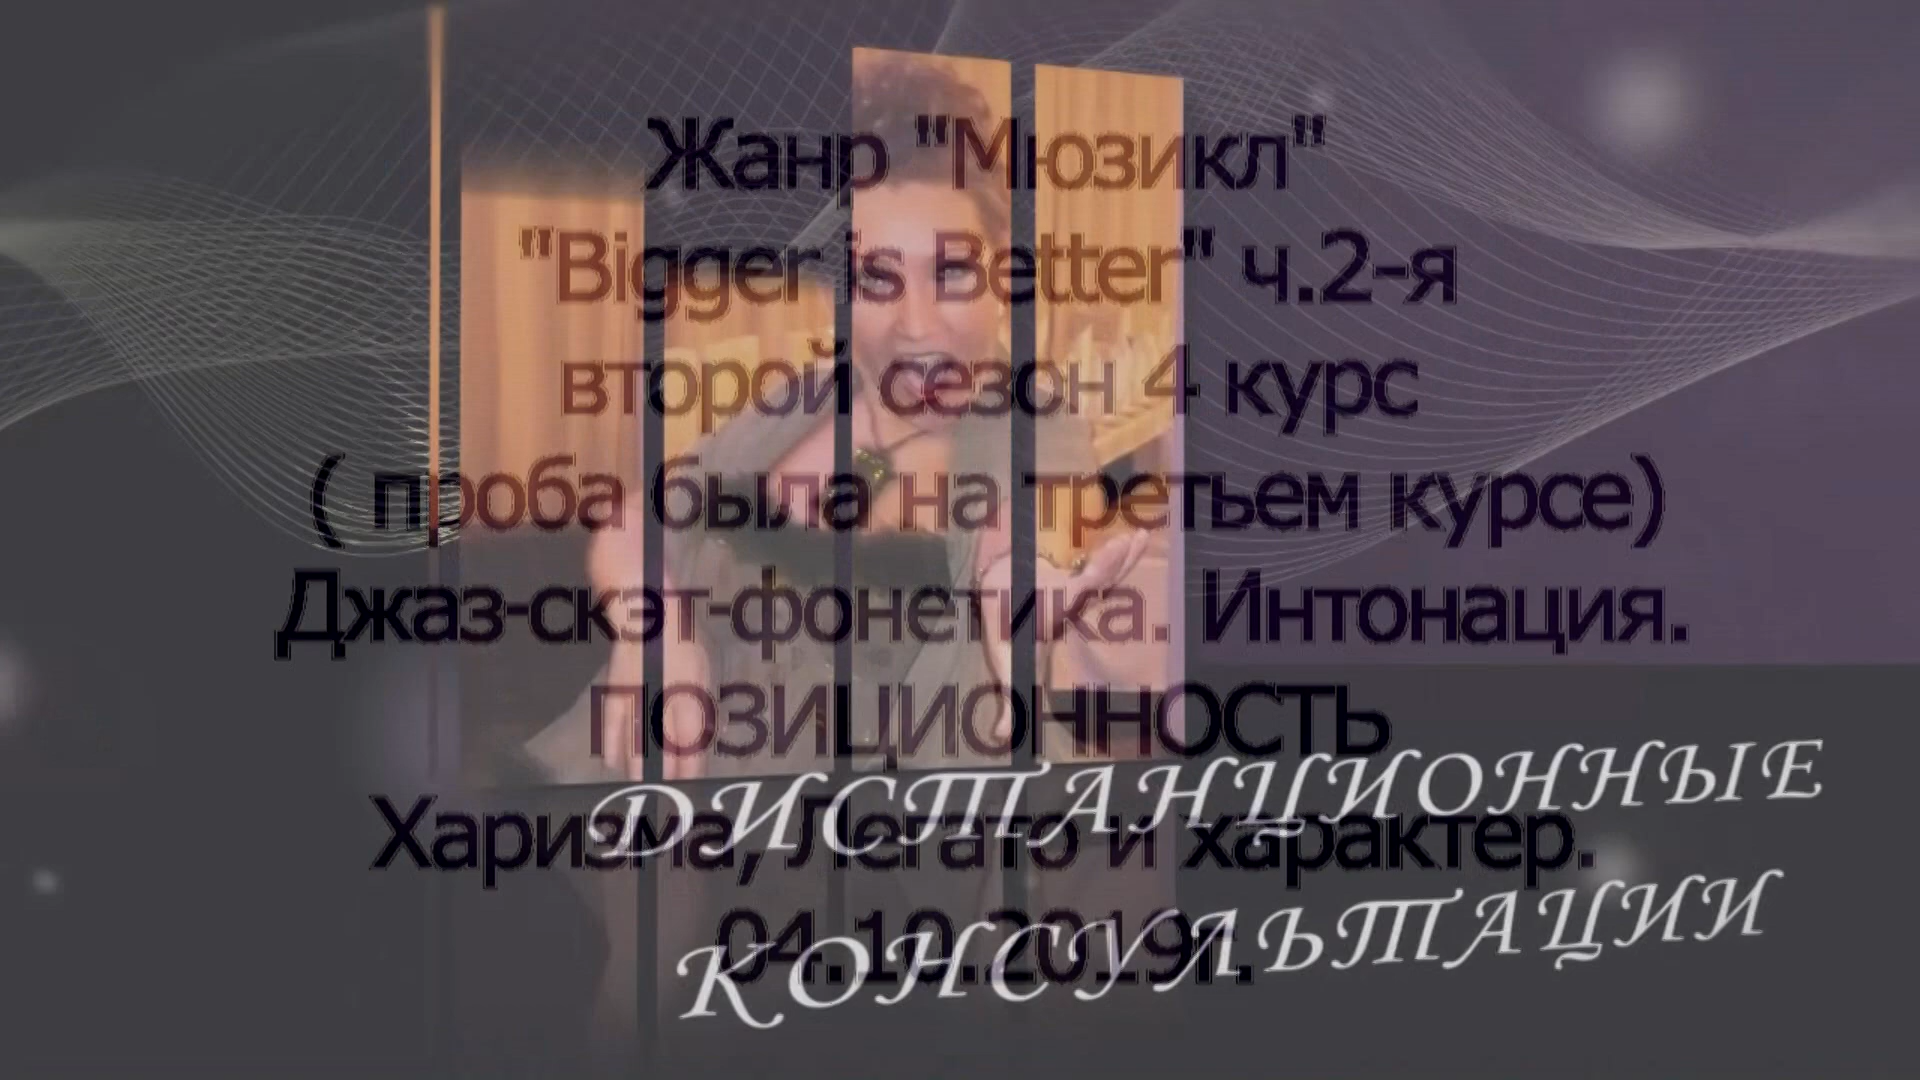 Жанр "Мюзикл"
"Bigger is Better" ч.2-я
второй сезон 4 курс
( проба была на третьем курсе)
Джаз-скэт-фонетика. Интонация.
ПОЗИЦИОННОСТЬ
Харизма, Легато и характер.
04.10.2019г.
ДИСТАНЦИОННЫЕ
КОНСУЛЬТАЦИИ